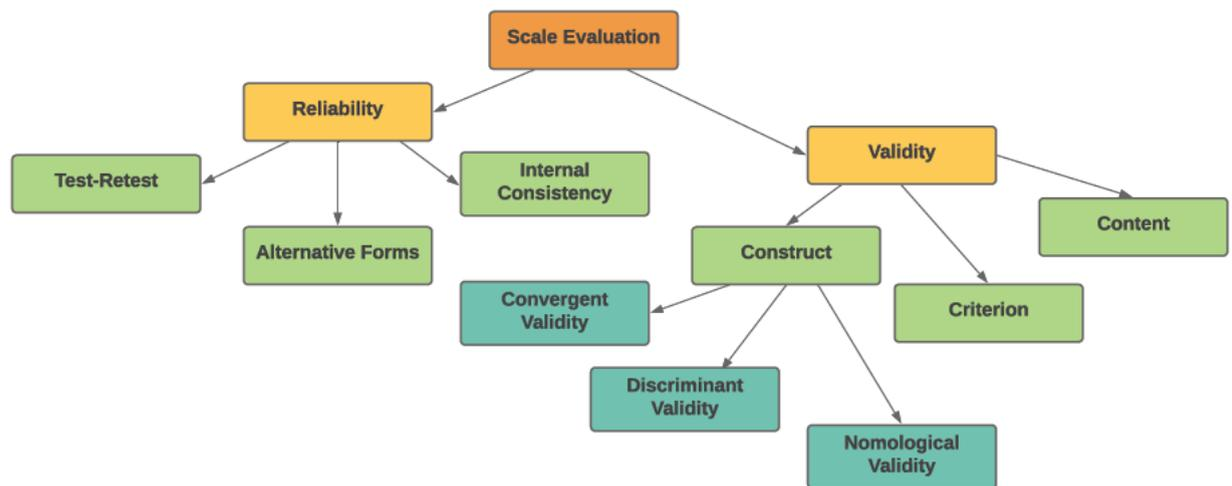 Scale Evaluation
Reliability
Validity
Test-Retest
Internal
Consistency
Content
Alternative Forms
Construct
Convergent
Validity
Criterion
Discriminant
Validity
Nomological
Validity